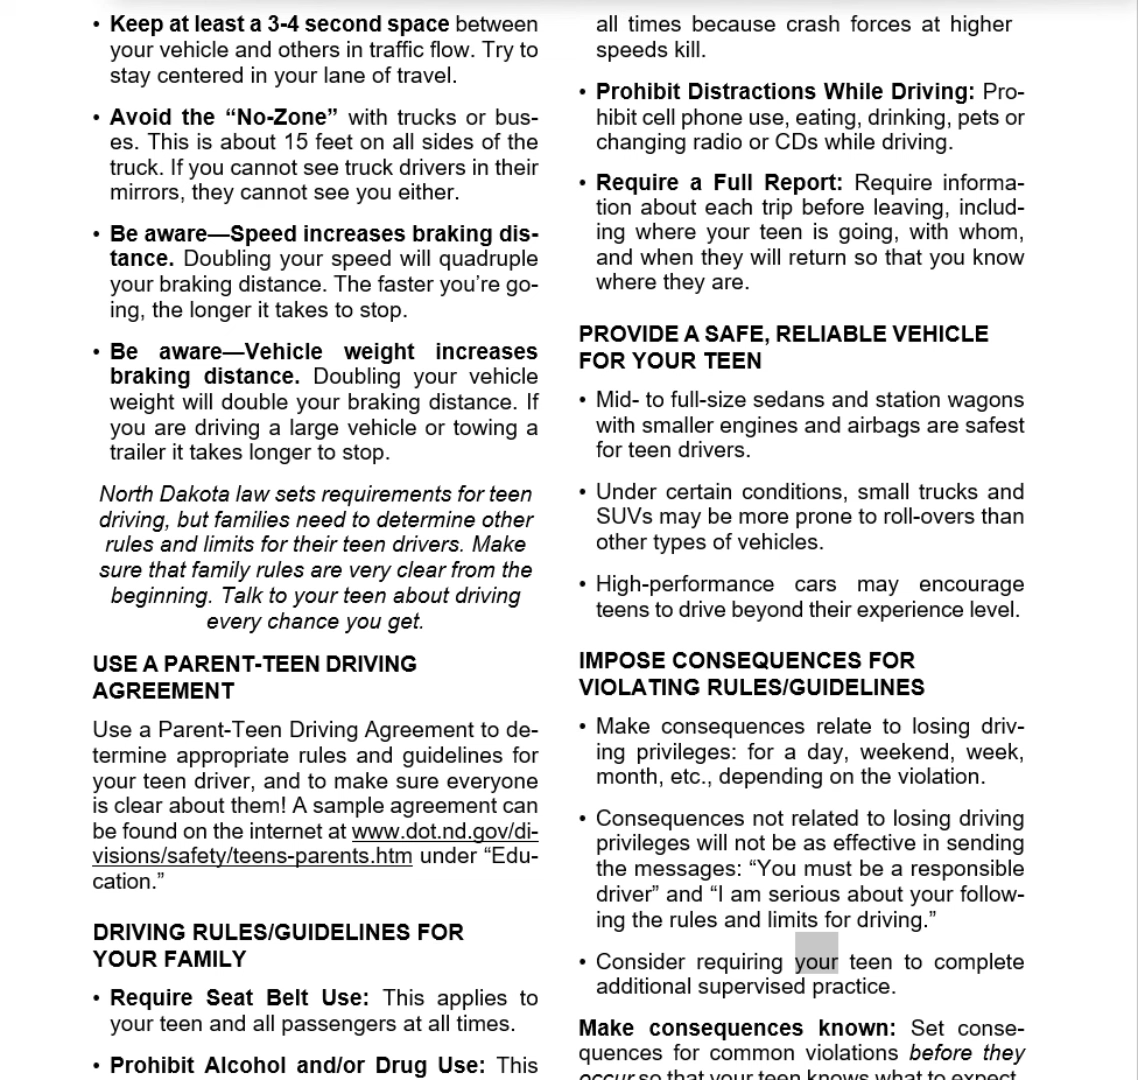 • Keep at least a 3-4 second space between
your vehicle and others in traffic flow. Try to
stay centered in your lane of travel.
• Avoid the “No-Zone” with trucks or bus-
es. This is about 15 feet on all sides of the
truck. If you cannot see truck drivers in their
mirrors, they cannot see you either.
• Be aware—Speed increases braking dis-
tance. Doubling your speed will quadruple
your braking distance. The faster you’re go-
ing, the longer it takes to stop.
• Be aware—Vehicle weight increases
braking distance. Doubling your vehicle
weight will double your braking distance. If
you are driving a large vehicle or towing a
trailer it takes longer to stop.
North Dakota law sets requirements for teen
driving, but families need to determine other
rules and limits for their teen drivers. Make
sure that family rules are very clear from the
beginning. Talk to your teen about driving
every chance you get.
USE A PARENT-TEEN DRIVING
AGREEMENT
Use a Parent-Teen Driving Agreement to de-
termine appropriate rules and guidelines for
your teen driver, and to make sure everyone
is clear about them! A sample agreement can
be found on the internet at www.dot.nd.gov/di-
visions/safety/teens-parents.htm under “Edu-
cation.”
DRIVING RULES/GUIDELINES FOR
YOUR FAMILY
• Require Seat Belt Use: This applies to
your teen and all passengers at all times.
• Prohibit Alcohol and/or Drug Use: This
all times because crash forces at higher
speeds kill.
• Prohibit Distractions While Driving: Pro-
hibit cell phone use, eating, drinking, pets or
changing radio or CDs while driving.
• Require a Full Report: Require informa-
tion about each trip before leaving, includ-
ing where your teen is going, with whom,
and when they will return so that you know
where they are.
PROVIDE A SAFE, RELIABLE VEHICLE
FOR YOUR TEEN
• Mid- to full-size sedans and station wagons
with smaller engines and airbags are safest
for teen drivers.
• Under certain conditions, small trucks and
SUVs may be more prone to roll-overs than
other types of vehicles.
• High-performance cars may encourage
teens to drive beyond their experience level.
IMPOSE CONSEQUENCES FOR
VIOLATING RULES/GUIDELINES
• Make consequences relate to losing driv-
ing privileges: for a day, weekend, week,
month, etc., depending on the violation.
• Consequences not related to losing driving
privileges will not be as effective in sending
the messages: “You must be a responsible
driver” and “I am serious about your follow-
ing the rules and limits for driving.”
• Consider requiring your teen to complete
additional supervised practice.
Make consequences known: Set conse-
quences for common violations before they
occur so that your teen knows what to expect.